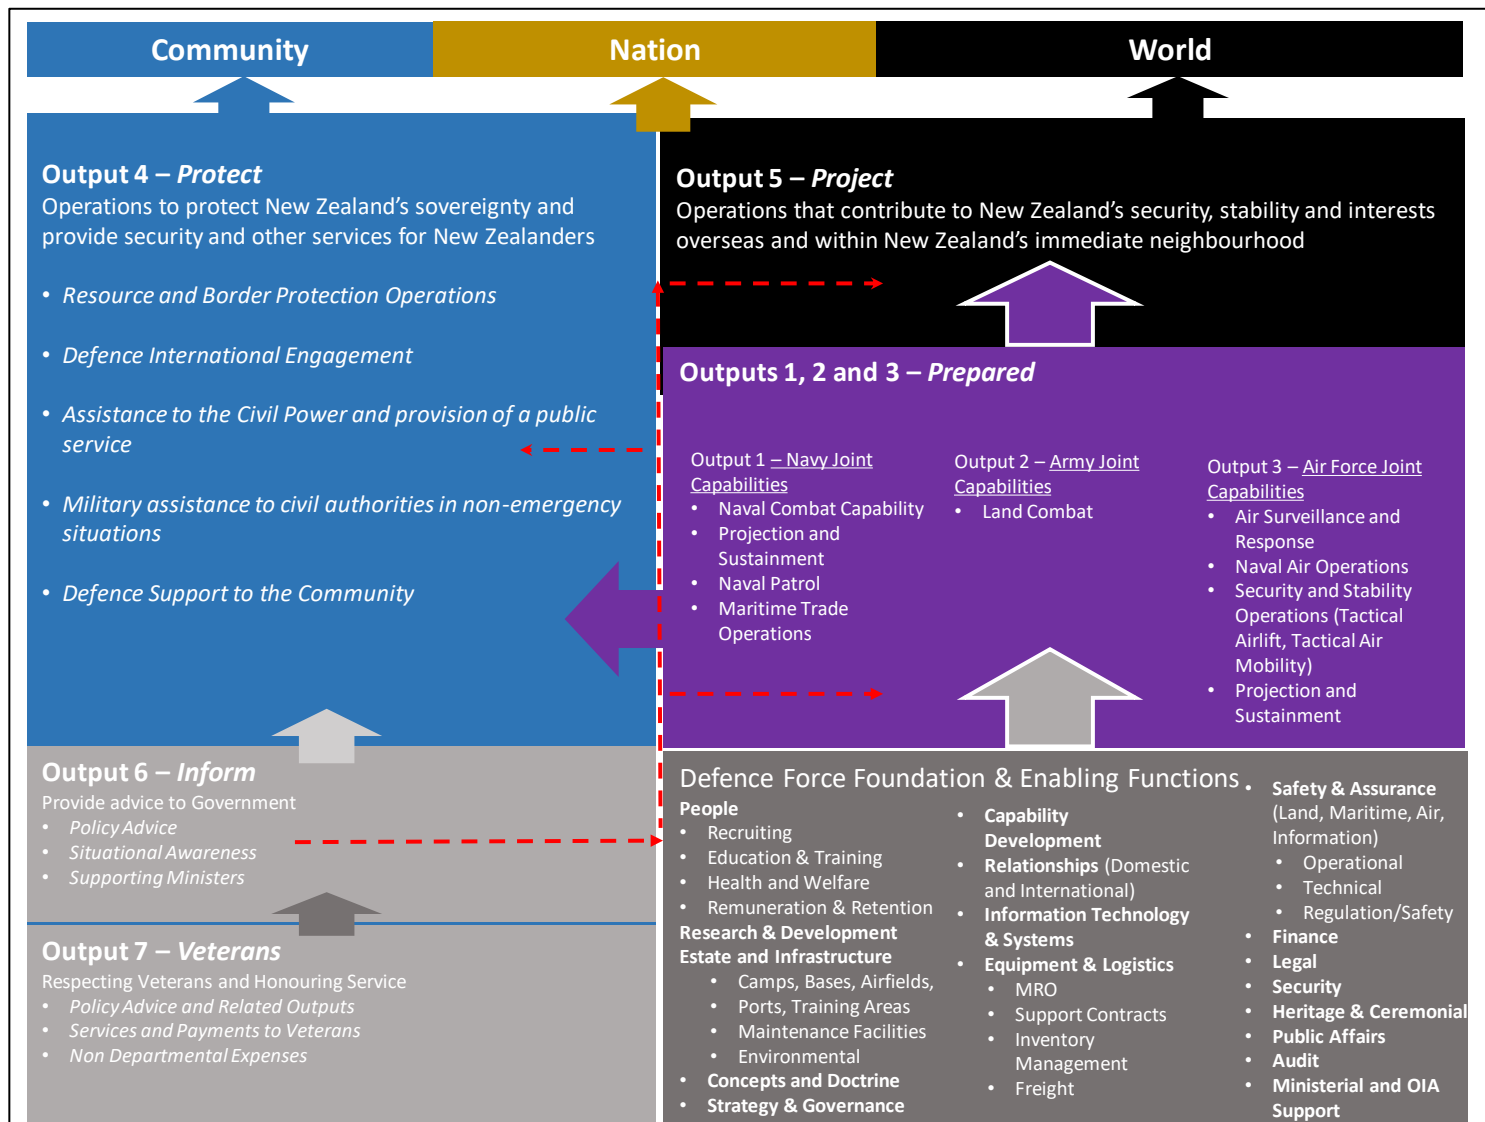 Community
Nation
World
Output 4 – Protect
Operations to protect New Zealand's sovereignty and
provide security and other services for New Zealanders
• Resource and Border Protection Operations
• Defence International Engagement
• Assistance to the Civil Power and provision of a public
service
• Military assistance to civil authorities in non-emergency
situations
• Defence Support to the Community
Output 5 – Project
Operations that contribute to New Zealand's security, stability and interests
overseas and within New Zealand's immediate neighbourhood
Outputs 1, 2 and 3 – Prepared
Output 1 – Navy Joint
Capabilities
• Naval Combat Capability
• Projection and
Sustainment
• Naval Patrol
• Maritime Trade
Operations
Output 2 – Army Joint
Capabilities
• Land Combat
Output 3 – Air Force Joint
Capabilities
• Air Surveillance and
Response
• Naval Air Operations
• Security and Stability
Operations (Tactical
Airlift, Tactical Air
Mobility)
• Projection and
Sustainment
Output 6 – Inform
Provide advice to Government
• Policy Advice
• Situational Awareness
• Supporting Ministers
Output 7 – Veterans
Respecting Veterans and Honouring Service
• Policy Advice and Related Outputs
• Services and Payments to Veterans
• Non Departmental Expenses
Defence Force Foundation & Enabling Functions
People
• Recruiting
• Education & Training
• Health and Welfare
• Remuneration & Retention
Research & Development
Estate and Infrastructure
• Camps, Bases, Airfields,
• Ports, Training Areas
• Maintenance Facilities
• Environmental
• Concepts and Doctrine
• Strategy & Governance
• Capability
Development
• Relationships (Domestic
and International)
• Information Technology
& Systems
• Equipment & Logistics
• MRO
• Support Contracts
• Inventory
Management
• Freight
• Safety & Assurance
(Land, Maritime, Air,
Information)
• Operational
• Technical
• Regulation/Safety
• Finance
• Legal
• Security
• Heritage & Ceremonial
• Public Affairs
• Audit
• Ministerial and OIA
Support